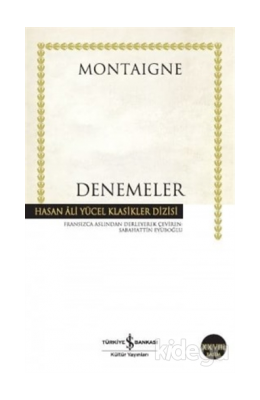 MONTAIGNE
DENEMELER
HASAN ÂLİ YÜCEL KLASİKLER DİZİSİ
FRANSIZCA ASLINDAN DERLEYEREK ÇEVİREN:
SABAHATTİN EYÜBOĞLU
TÜRKİYE BANKASI
Kültür Yayınları
kidega